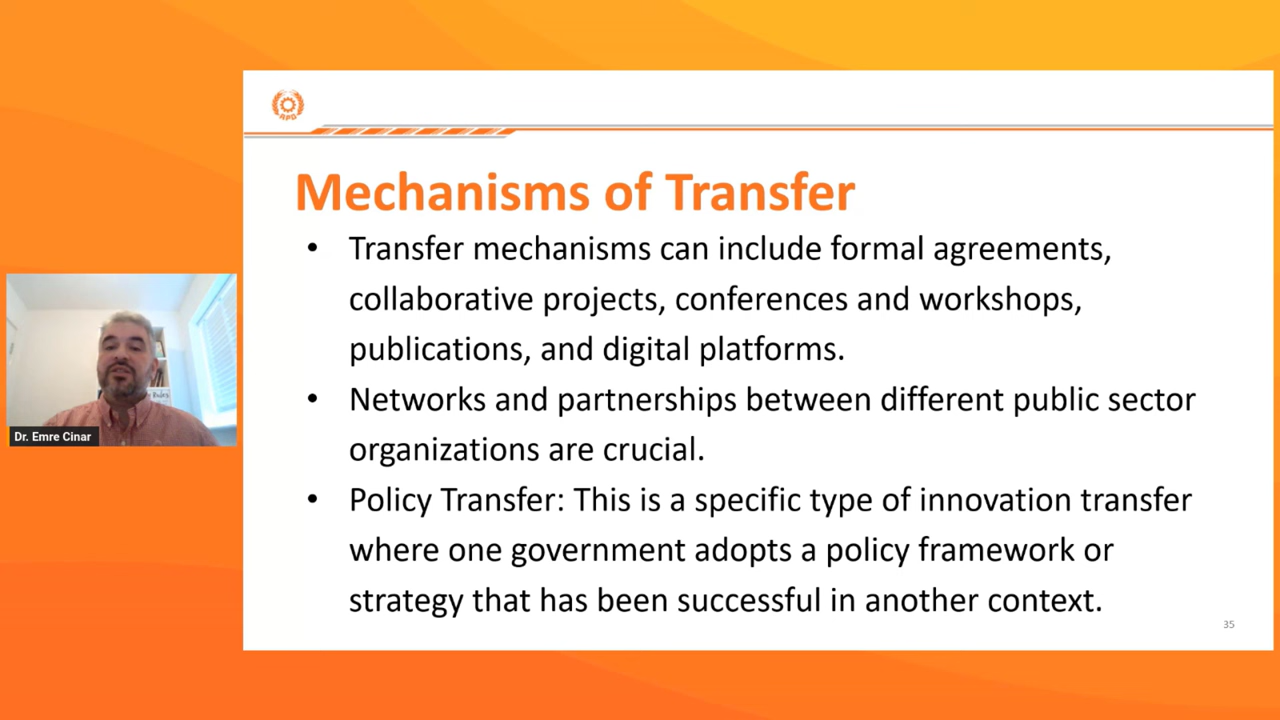 APO
Mechanisms of Transfer
• Transfer mechanisms can include formal agreements,
collaborative projects, conferences and workshops,
publications, and digital platforms.
• Networks and partnerships between different public sector
organizations are crucial.
• Policy Transfer: This is a specific type of innovation transfer
where one government adopts a policy framework or
strategy that has been successful in another context.
35
Dr. Emre Cinar